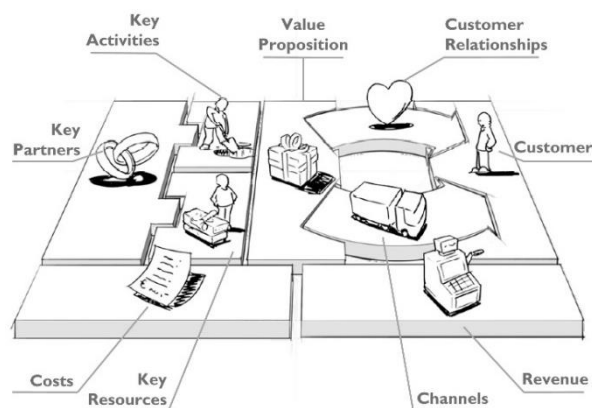 Key
Activities
Value
Proposition
Customer
Relationships
Key
Partners
Customer
Costs
Key
Resources
Channels
Revenue